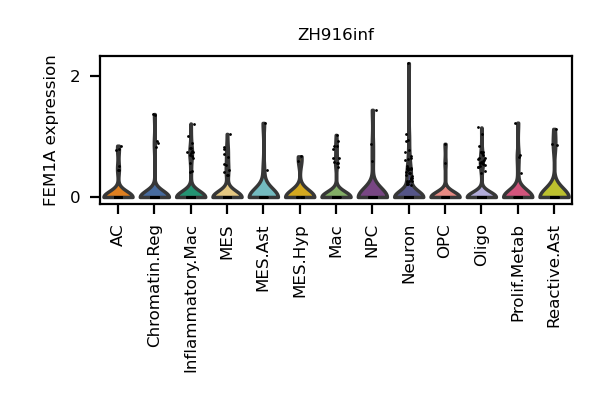 ZH916inf
FEM1A expression
2
0
AC
Chromatin.Reg
Inflammatory.Mac
MES
MES.Ast
MES.Hyp
Mac
NPC
Neuron
OPC
Oligo
Prolif.Metab
Reactive.Ast